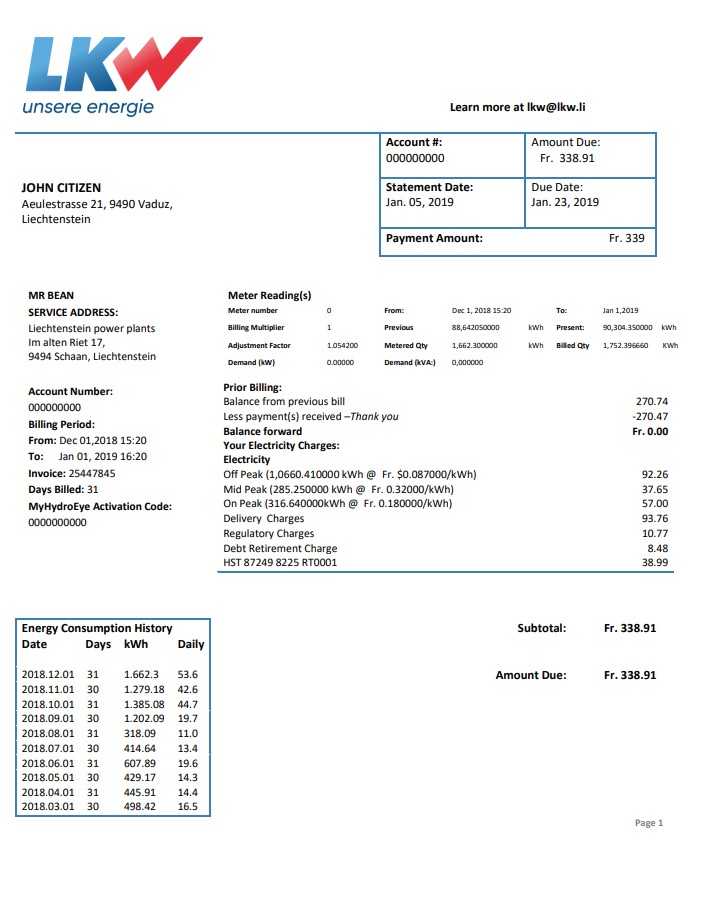 LKW
unsere energie
Learn more at lkw@lkw.li
Account #:
000000000
Amount Due:
Fr. 338.91
JOHN CITIZEN
Aeulestrasse 21, 9490 Vaduz,
Liechtenstein
Statement Date:
Jan. 05, 2019
Due Date:
Jan. 23, 2019
Payment Amount: Fr. 339
MR BEAN
SERVICE ADDRESS:
Liechtenstein power plants
Im alten Riet 17,
9494 Schaan, Liechtenstein
Account Number:
000000000
Billing Period:
From: Dec 01,2018 15:20
To: Jan 01, 2019 16:20
Invoice: 25447845
Days Billed: 31
MyHydroEye Activation Code:
0000000000
Meter Reading(s)
Meter number 0 From: Dec 1, 2018 15:20 To: Jan 1,2019
Billing Multiplier 1 Previous 88,642050000 kWh Present: 90,304.350000 kWh
Adjustment Factor 1.054200 Metered Qty 1,662.300000 kWh Billed Qty 1,752.396660 KWh
Demand (kW) 0.00000 Demand (kVA:) 0,000000
Prior Billing:
Balance from previous bill 270.74
Less payment(s) received –Thank you -270.47
Balance forward Fr. 0.00
Your Electricity Charges:
Electricity
Off Peak (1,0660.410000 kWh @ Fr. $0.087000/kWh) 92.26
Mid Peak (285.250000 kWh @ Fr. 0.32000/kWh) 37.65
On Peak (316.640000kWh @ Fr. 0.180000/kWh) 57.00
Delivery Charges 93.76
Regulatory Charges 10.77
Debt Retirement Charge 8.48
HST 87249 8225 RT0001 38.99
Energy Consumption History
Date Days kWh Daily
2018.12.01 31 1.662.3 53.6
2018.11.01 30 1.279.18 42.6
2018.10.01 31 1.385.08 44.7
2018.09.01 30 1.202.09 19.7
2018.08.01 31 318.09 11.0
2018.07.01 30 414.64 13.4
2018.06.01 31 607.89 19.6
2018.05.01 30 429.17 14.3
2018.04.01 31 445.91 14.4
2018.03.01 30 498.42 16.5
Subtotal: Fr. 338.91
Amount Due: Fr. 338.91
Page 1